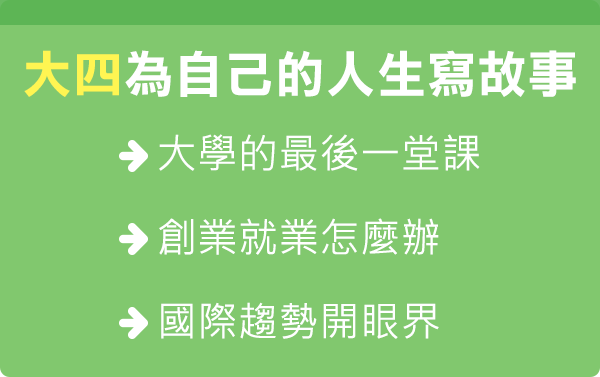 大四為自己的人生寫故事
大學的最後一堂課
創業就業怎麼辦
國際趨勢開眼界